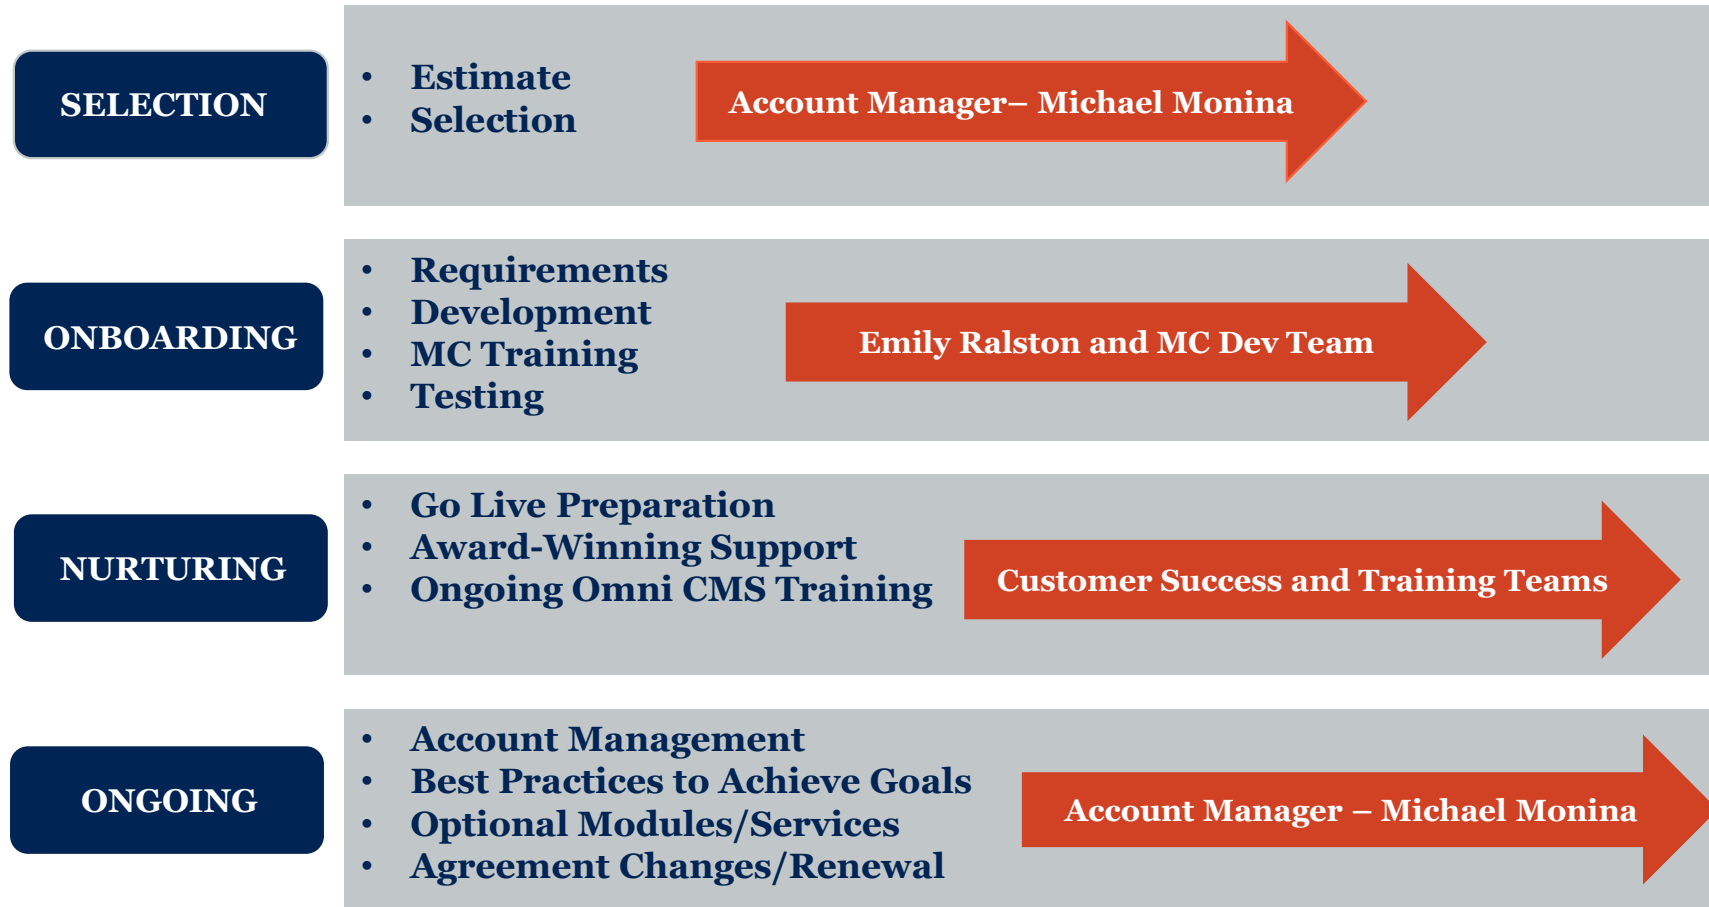 SELECTION
• Estimate
• Selection
Account Manager– Michael Monina
ONBOARDING
• Requirements
• Development
• MC Training
• Testing
Emily Ralston and MC Dev Team
NURTURING
• Go Live Preparation
• Award-Winning Support
• Ongoing Omni CMS Training
Customer Success and Training Teams
ONGOING
• Account Management
• Best Practices to Achieve Goals
• Optional Modules/Services
• Agreement Changes/Renewal
Account Manager – Michael Monina